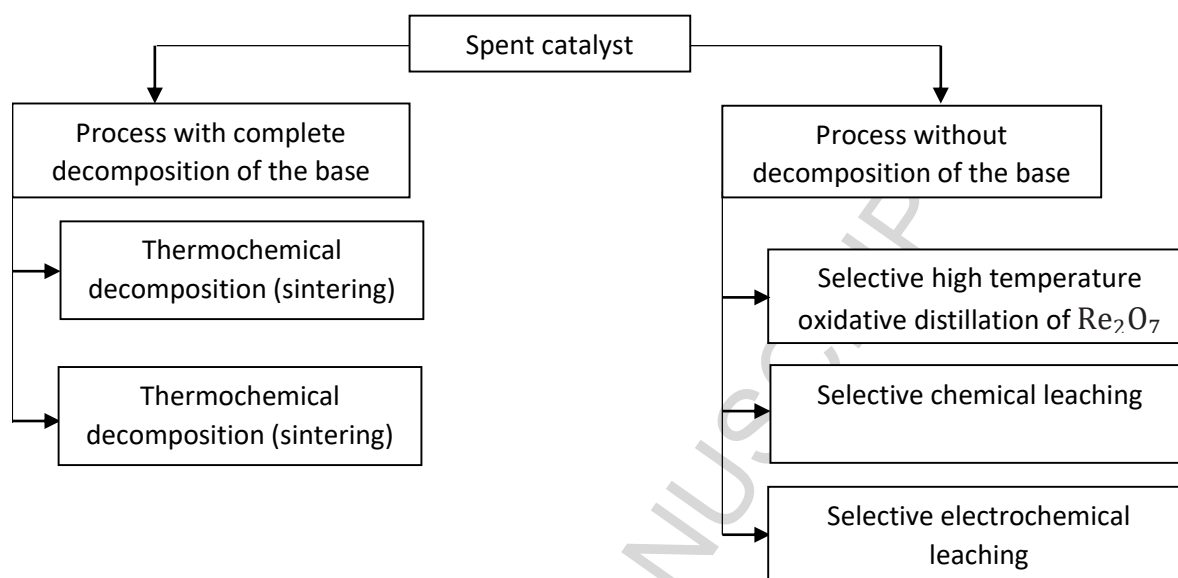 Spent catalyst
Process with complete
decomposition of the base
Process without
decomposition of the base
Thermochemical
decomposition (sintering)
Thermochemical
decomposition (sintering)
Selective high temperature
oxidative distillation of Re₂O₇
Selective chemical leaching
Selective electrochemical
leaching
NUSCRIP